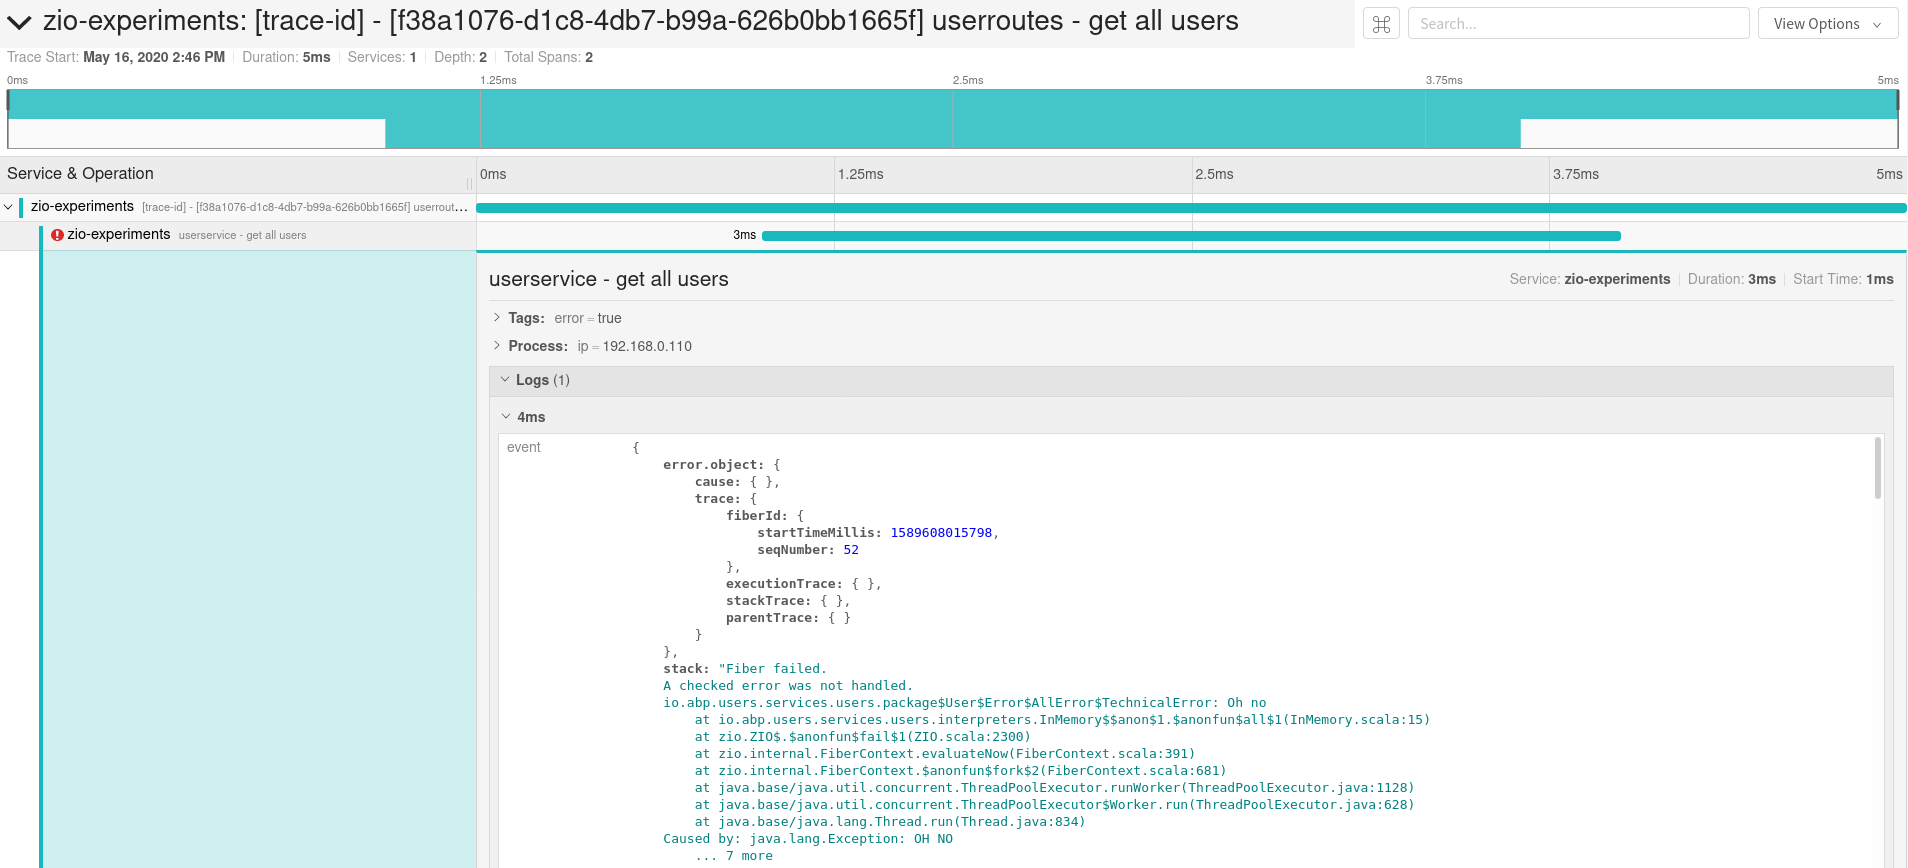 zio-experiments: [trace-id] - [f38a1076-d1c8-4db7-b99a-626b0bb1665f] userroutes - get all users
Search...
View Options
Trace Start: May 16, 2020 2:46 PM Duration: 5ms Services: 1 Depth: 2 Total Spans: 2
0ms 1.25ms 2.5ms 3.75ms 5ms
Service & Operation 0ms 1.25ms 2.5ms 3.75ms 5ms
zio-experiments [trace-id] - [f38a1076-d1c8-4db7-b99a-626b0bb1665f] userrout...
zio-experiments userservice - get all users 3ms
userservice - get all users Service: zio-experiments Duration: 3ms Start Time: 1ms
Tags: error = true
Process: ip = 192.168.0.110
Logs (1)
4ms
event {
error.object: {
cause: { },
trace: {
fiberId: {
startTimeMillis: 1589608015798,
seqNumber: 52
},
executionTrace: { },
stackTrace: { },
parentTrace: { }
}
},
stack: "Fiber failed.
A checked error was not handled.
io.abp.users.services.users.package$User$Error$AllError$TechnicalError: Oh no
at io.abp.users.services.users.interpreters.InMemory$$anon$1.$anonfun$all$1(InMemory.scala:15)
at zio.ZIO$.$anonfun$fail$1(ZIO.scala:2300)
at zio.internal.FiberContext.evaluateNow(FiberContext.scala:391)
at zio.internal.FiberContext.$anonfun$fork$2(FiberContext.scala:681)
at java.base/java.util.concurrent.ThreadPoolExecutor.runWorker(ThreadPoolExecutor.java:1128)
at java.base/java.util.concurrent.ThreadPoolExecutor$Worker.run(ThreadPoolExecutor.java:628)
at java.base/java.lang.Thread.run(Thread.java:834)
Caused by: java.lang.Exception: OH NO
... 7 more